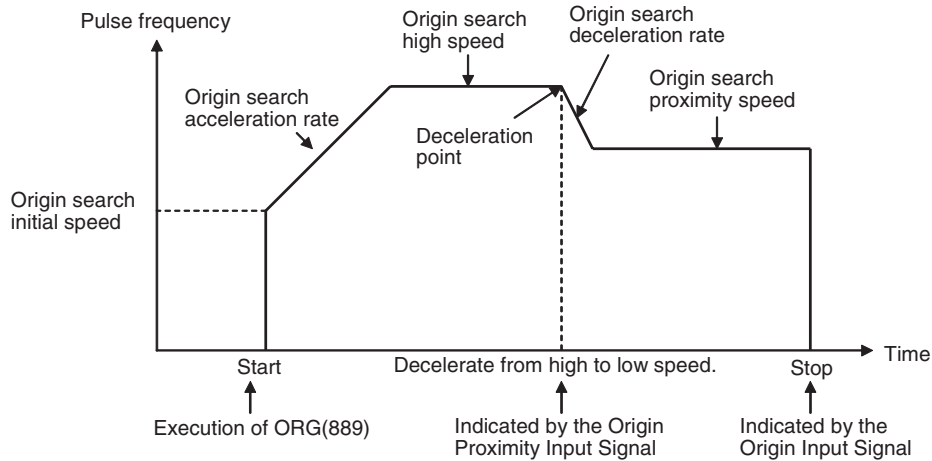 Pulse frequency
Origin search
high speed
Origin search
deceleration rate
Origin search
acceleration rate
Deceleration
point
Origin search
proximity speed
Origin search
initial speed
Start
Decelerate from high to low speed.
Stop
Time
Execution of ORG(889)
Indicated by the Origin
Proximity Input Signal
Indicated by the
Origin Input Signal